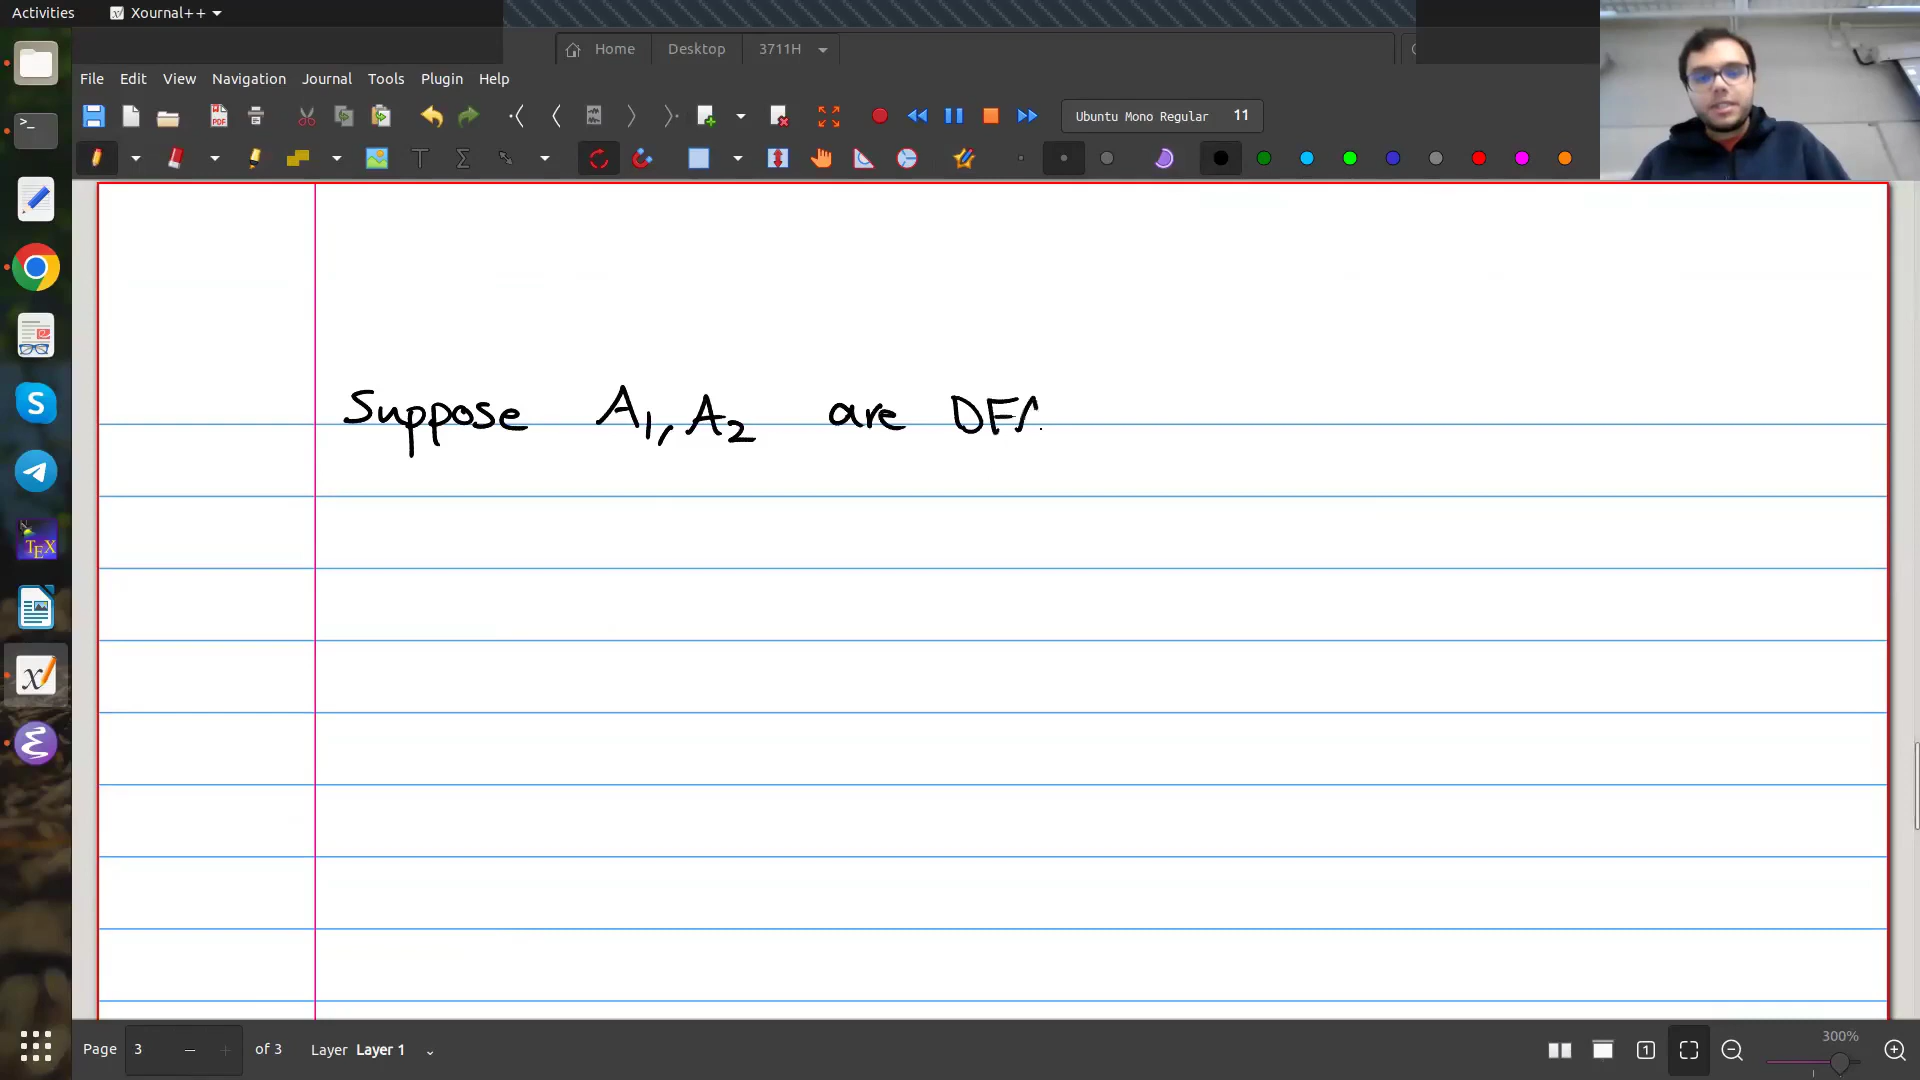 Activities
Xournal++
Home
Desktop
3711H
File
Edit
View
Navigation
Journal
Tools
Plugin
Help
Ubuntu Mono Regular 11
Suppose A1, A2 are
Page 3 of 3
Layer Layer 1
300%